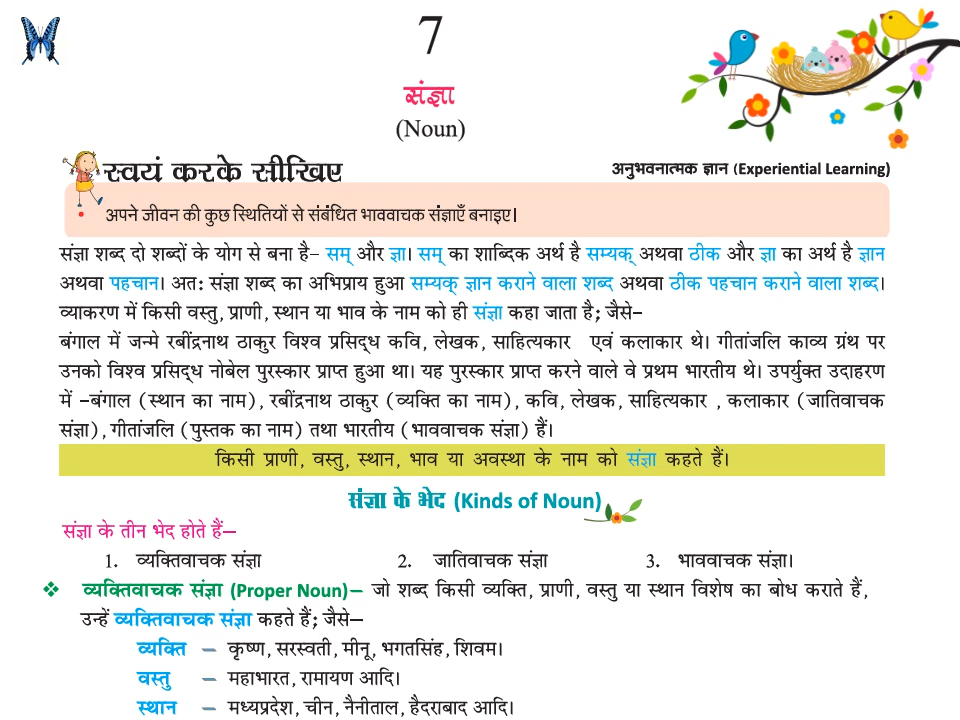 7
संज्ञा
(Noun)
स्वयं करके सीखिए
अनुभवनात्मक ज्ञान (Experiential Learning)
• अपने जीवन की कुछ स्थितियों से संबंधित भाववाचक संज्ञाएँ बनाइए।
संज्ञा शब्द दो शब्दों के योग से बना है– सम् और ज्ञा। सम् का शाब्दिक अर्थ है सम्यक् अथवा ठीक और ज्ञा का अर्थ है ज्ञान
अथवा पहचान। अतः संज्ञा शब्द का अभिप्राय हुआ सम्यक् ज्ञान कराने वाला शब्द अथवा ठीक पहचान कराने वाला शब्द।
व्याकरण में किसी वस्तु, प्राणी, स्थान या भाव के नाम को ही संज्ञा कहा जाता है; जैसे–
बंगाल में जन्मे रबींद्रनाथ ठाकुर विश्व प्रसिद्ध कवि, लेखक, साहित्यकार एवं कलाकार थे। गीतांजलि काव्य ग्रंथ पर
उनको विश्व प्रसिद्ध नोबेल पुरस्कार प्राप्त हुआ था। यह पुरस्कार प्राप्त करने वाले वे प्रथम भारतीय थे। उपर्युक्त उदाहरण
में –बंगाल (स्थान का नाम), रबींद्रनाथ ठाकुर (व्यक्ति का नाम), कवि, लेखक, साहित्यकार , कलाकार (जातिवाचक
संज्ञा), गीतांजलि (पुस्तक का नाम) तथा भारतीय (भाववाचक संज्ञा) हैं।
किसी प्राणी, वस्तु, स्थान, भाव या अवस्था के नाम को संज्ञा कहते हैं।
संज्ञा के भेद (Kinds of Noun)
संज्ञा के तीन भेद होते हैं–
1. व्यक्तिवाचक संज्ञा 2. जातिवाचक संज्ञा 3. भाववाचक संज्ञा।
❖ व्यक्तिवाचक संज्ञा (Proper Noun)– जो शब्द किसी व्यक्ति, प्राणी, वस्तु या स्थान विशेष का बोध कराते हैं,
उन्हें व्यक्तिवाचक संज्ञा कहते हैं; जैसे–
व्यक्ति – कृष्ण, सरस्वती, मीनू, भगतसिंह, शिवम।
वस्तु – महाभारत, रामायण आदि।
स्थान – मध्यप्रदेश, चीन, नैनीताल, हैदराबाद आदि।